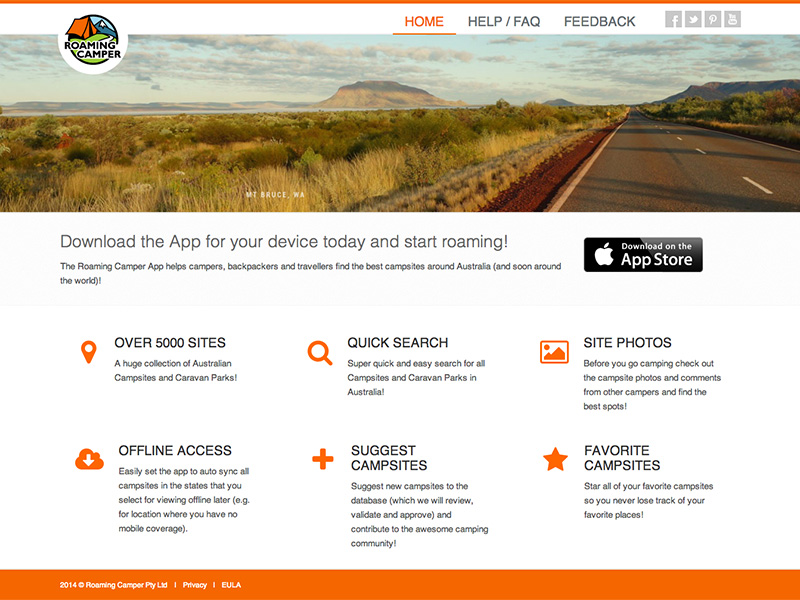 ROAMING
CAMPER
HOME
HELP / FAQ
FEEDBACK
MT BRUCE, WA
Download the App for your device today and start roaming!
The Roaming Camper App helps campers, backpackers and travellers find the best campsites around Australia (and soon around
the world)!
Download on the
App Store
OVER 5000 SITES
A huge collection of Australian
Campsites and Caravan Parks!
QUICK SEARCH
Super quick and easy search for all
Campsites and Caravan Parks in
Australia!
SITE PHOTOS
Before you go camping check out
the campsite photos and comments
from other campers and find the
best spots!
OFFLINE ACCESS
Easily set the app to auto sync all
campsites in the states that you
select for viewing offline later (e.g.
for location where you have no
mobile coverage).
SUGGEST
CAMPSITES
Suggest new campsites to the
database (which we will review,
validate and approve) and
contribute to the awesome camping
community!
FAVORITE
CAMPSITES
Star all of your favorite campsites
so you never lose track of your
favorite places!
2014 © Roaming Camper Pty Ltd | Privacy | EULA